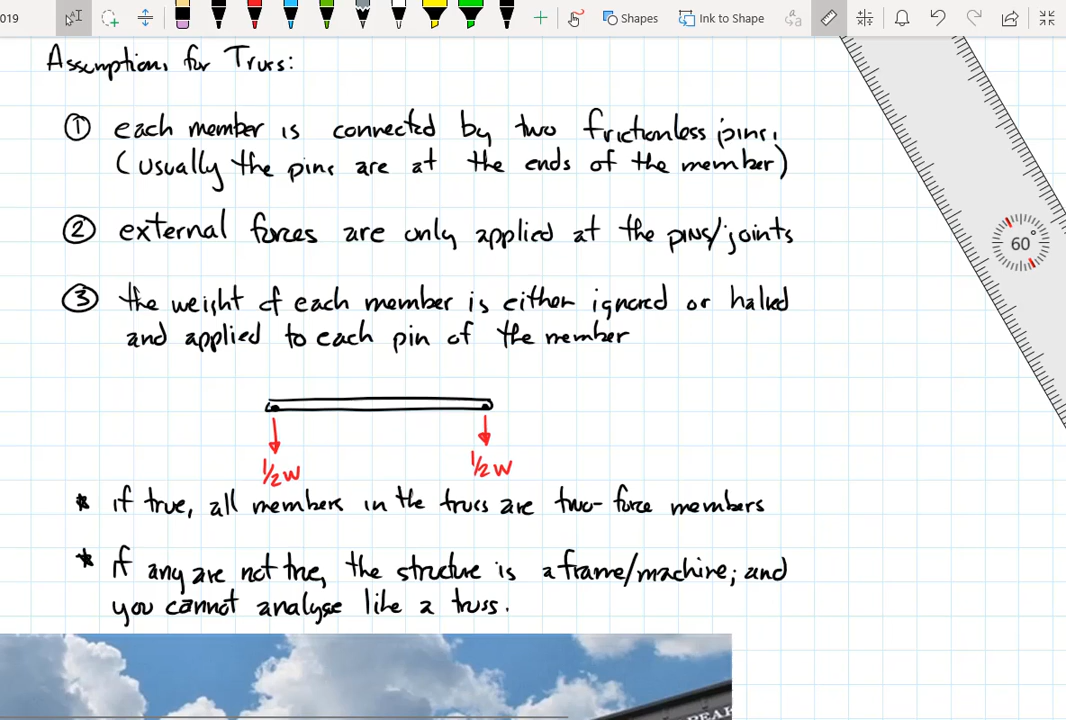 019
Shapes
Ink to Shape
Assumptions for Truss:
① each member is connected by two frictionless pins.
(usually the pins are at the ends of the member)
② external forces are only applied at the pins/joints
60°
③ the weight of each member is either ignored or halved
and applied to each pin of the member
1/2 W 1/2 W
* if true, all members in the truss are two-force members
* if any are not true, the structure is a frame/machine; and
you cannot analyse like a truss.
PEAK